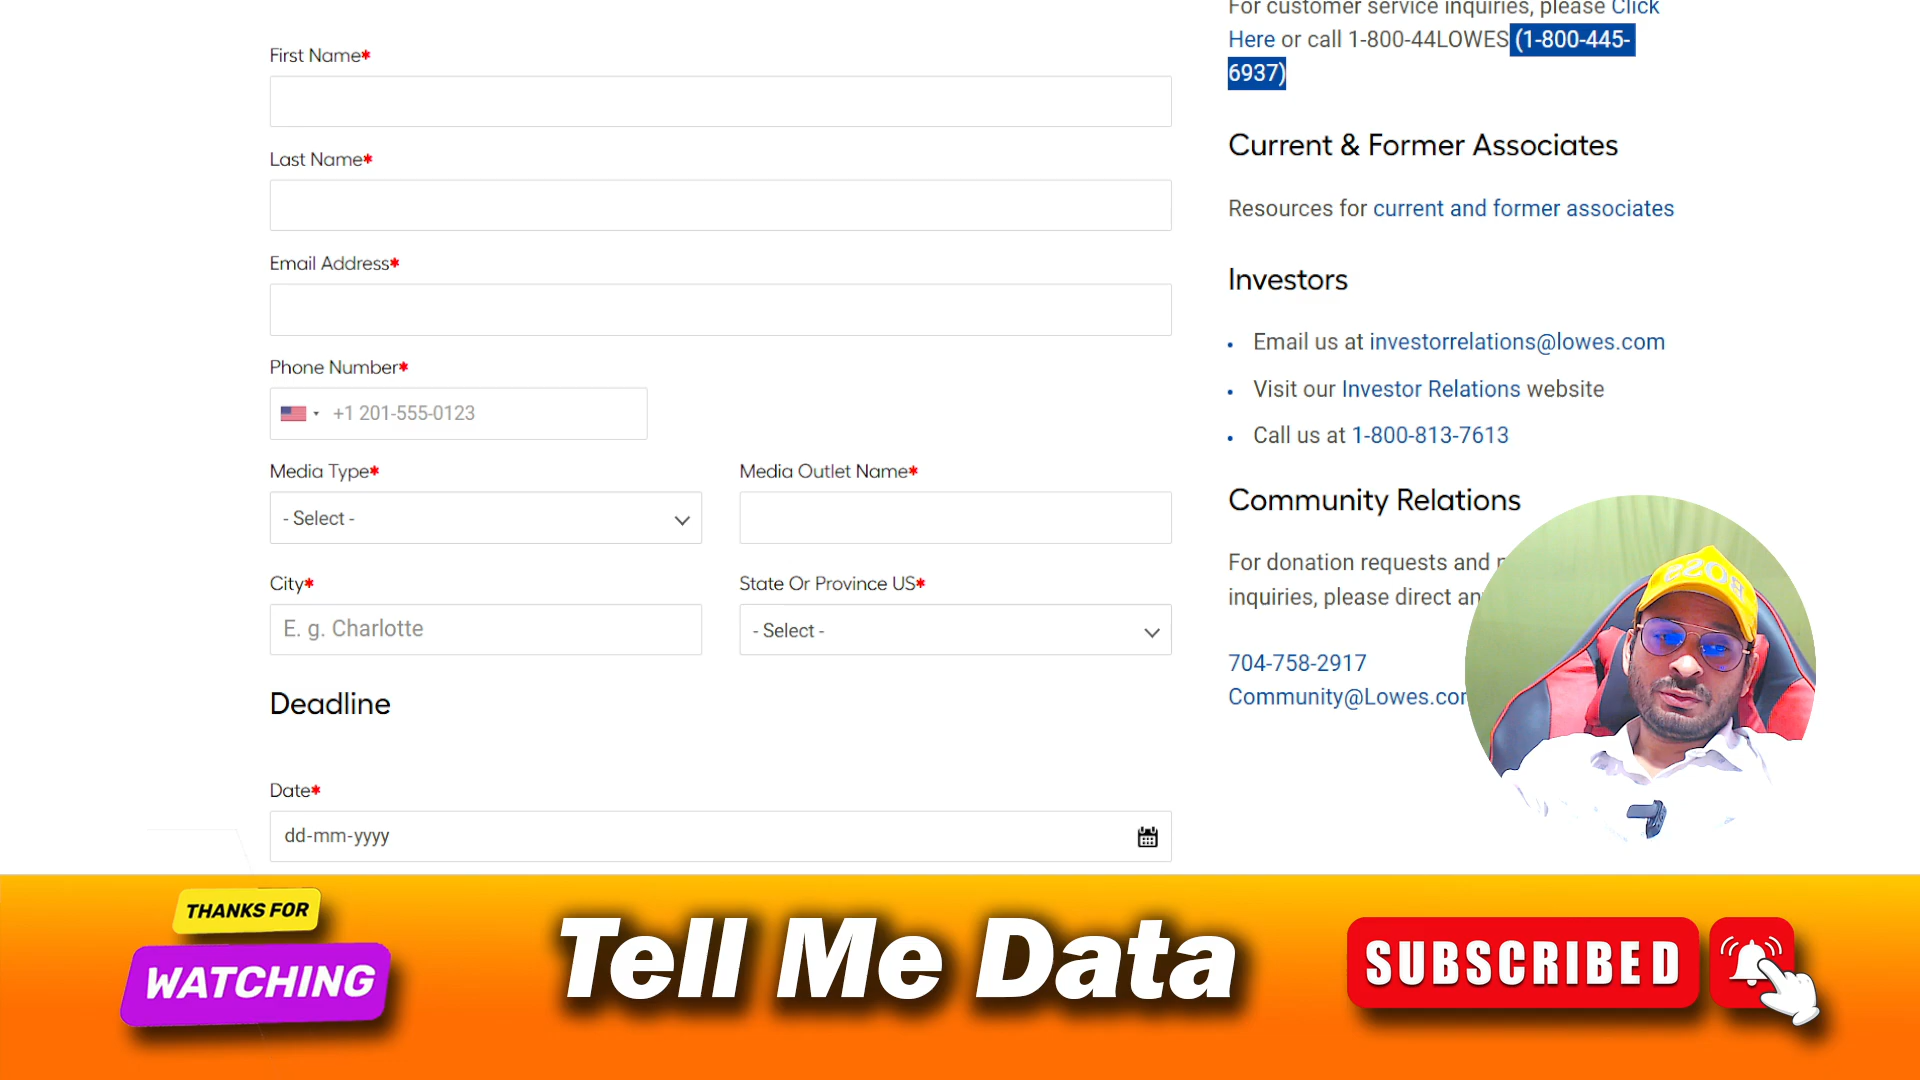 First Name*
Last Name*
Email Address*
Phone Number*
+1 201-555-0123
Media Type*
Media Outlet Name*
- Select -
City*
State Or Province US*
E. g. Charlotte
- Select -
Deadline
Date*
dd-mm-yyyy
For customer service inquiries, please Click
Here or call 1-800-44LOWES (1-800-445-
6937)
Current & Former Associates
Resources for current and former associates
Investors
• Email us at investorrelations@lowes.com
• Visit our Investor Relations website
• Call us at 1-800-813-7613
Community Relations
For donation requests and
inquiries, please direct
704-758-2917
Community@Lowes.co
BOSS
THANKS FOR
WATCHING
Tell Me Data
SUBSCRIBED